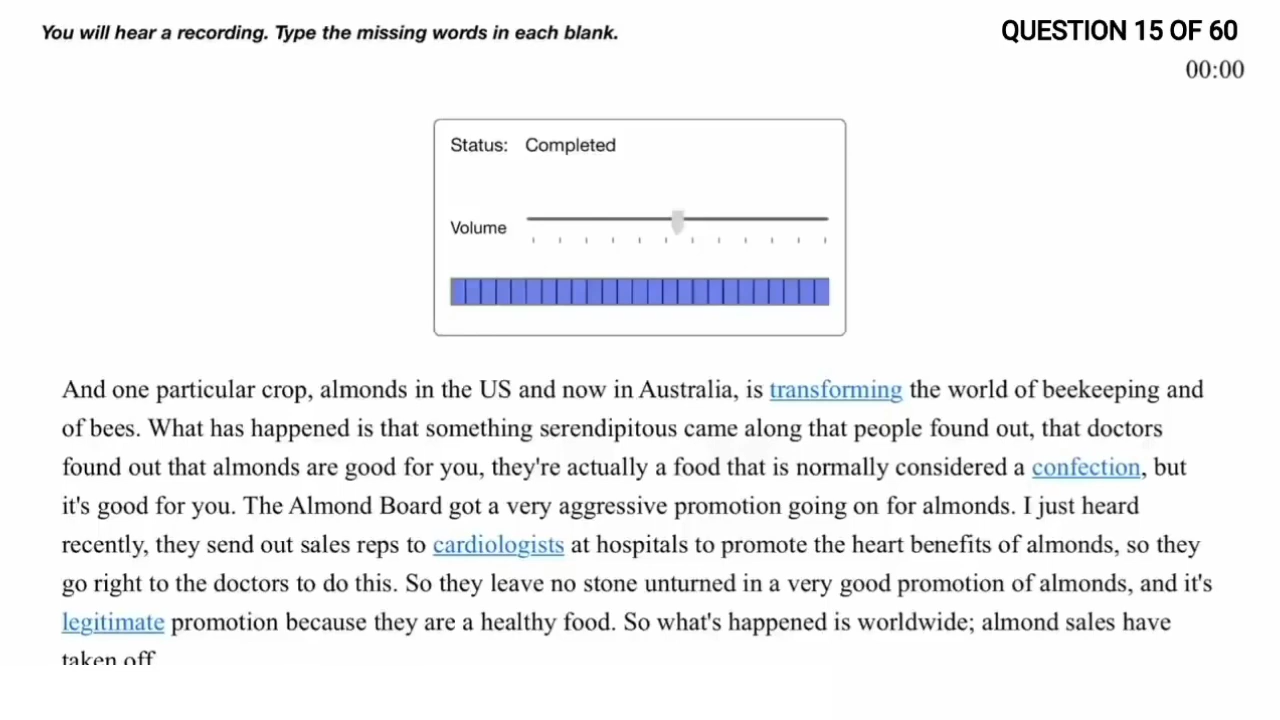 You will hear a recording. Type the missing words in each blank.
QUESTION 15 OF 60
00:00
Status: Completed
Volume
And one particular crop, almonds in the US and now in Australia, is transforming the world of beekeeping and
of bees. What has happened is that something serendipitous came along that people found out, that doctors
found out that almonds are good for you, they're actually a food that is normally considered a confection, but
it's good for you. The Almond Board got a very aggressive promotion going on for almonds. I just heard
recently, they send out sales reps to cardiologists at hospitals to promote the heart benefits of almonds, so they
go right to the doctors to do this. So they leave no stone unturned in a very good promotion of almonds, and it's
legitimate promotion because they are a healthy food. So what's happened is worldwide; almond sales have
taken off